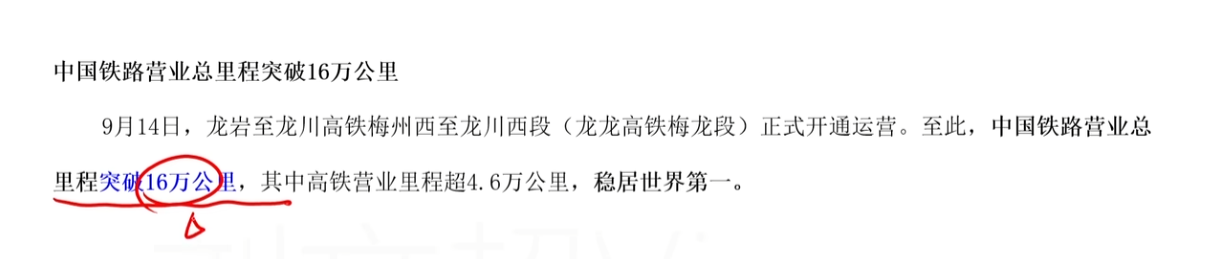 中国铁路营业总里程突破16万公里
9月14日，龙岩至龙川高铁梅州西至龙川西段（龙龙高铁梅龙段）正式开通运营。至此，中国铁路营业总
里程突破16万公里，其中高铁营业里程超4.6万公里，稳居世界第一。